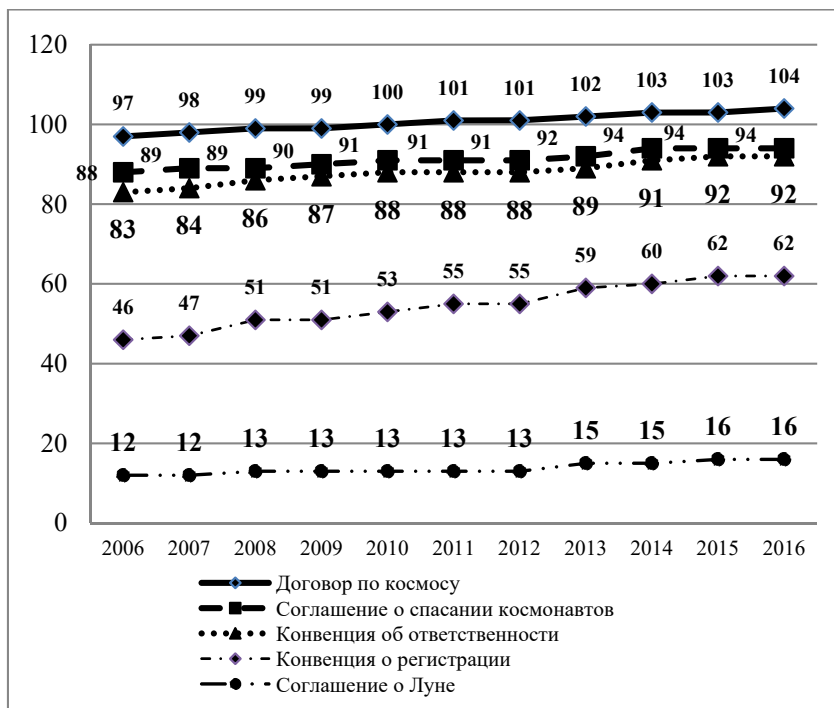 120
97 98 99 99 100 101 101 102 103 103 104
100
88 89 89 90 91 91 91 92 94 94 94
83 84 86 87 88 88 88 89 91 92 92
80
46 47 51 51 53 55 55 59 60 62 62
60
40
12 12 13 13 13 13 13 15 15 16 16
20
0
2006 2007 2008 2009 2010 2011 2012 2013 2014 2015 2016
Договор по космосу
Соглашение о спасании космонавтов
Конвенция об ответственности
Конвенция о регистрации
Соглашение о Луне